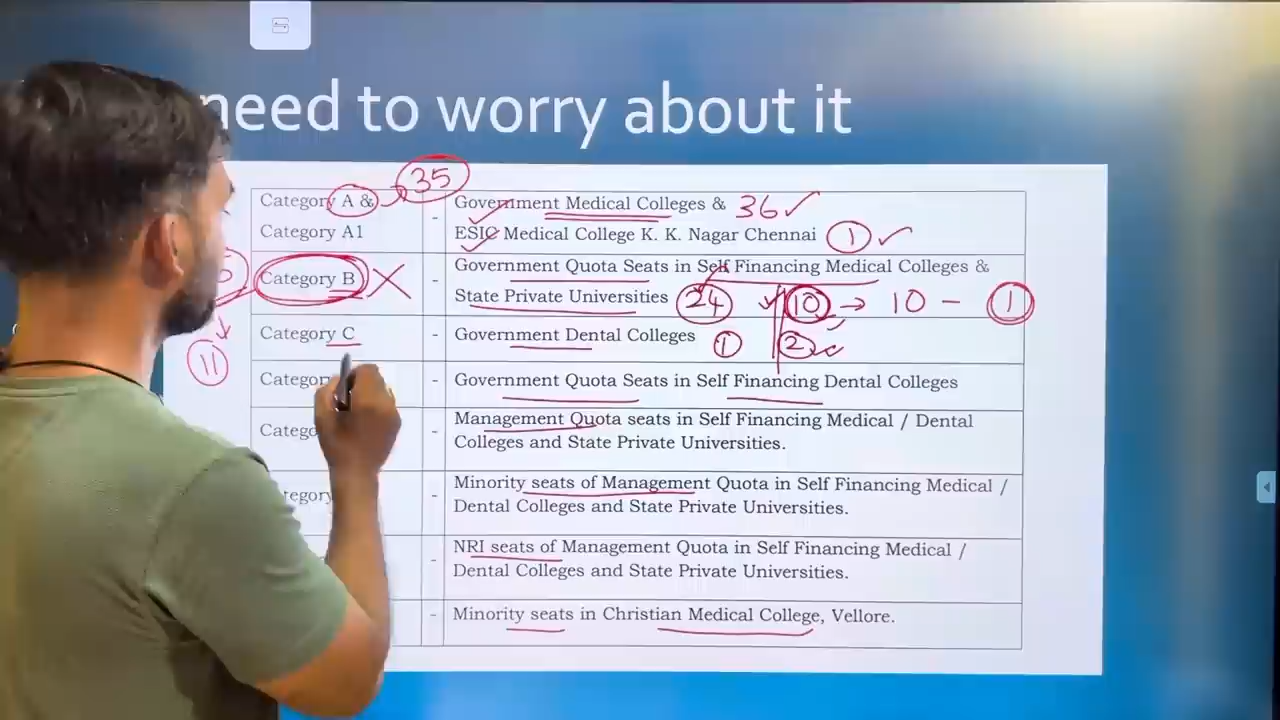 need to worry about it
35
Category A &
Government Medical Colleges & 36
Category A1
- ESIC Medical College K. K. Nagar Chennai 1
Category B
- Government Quota Seats in Self Financing Medical Colleges &
State Private Universities 24 10 → 10 - 1
11
Category C - Government Dental Colleges 1 2
- Government Quota Seats in Self Financing Dental Colleges
- Management Quota seats in Self Financing Medical / Dental
Colleges and State Private Universities.
- Minority seats of Management Quota in Self Financing Medical /
Dental Colleges and State Private Universities.
- NRI seats of Management Quota in Self Financing Medical /
Dental Colleges and State Private Universities.
- Minority seats in Christian Medical College, Vellore.